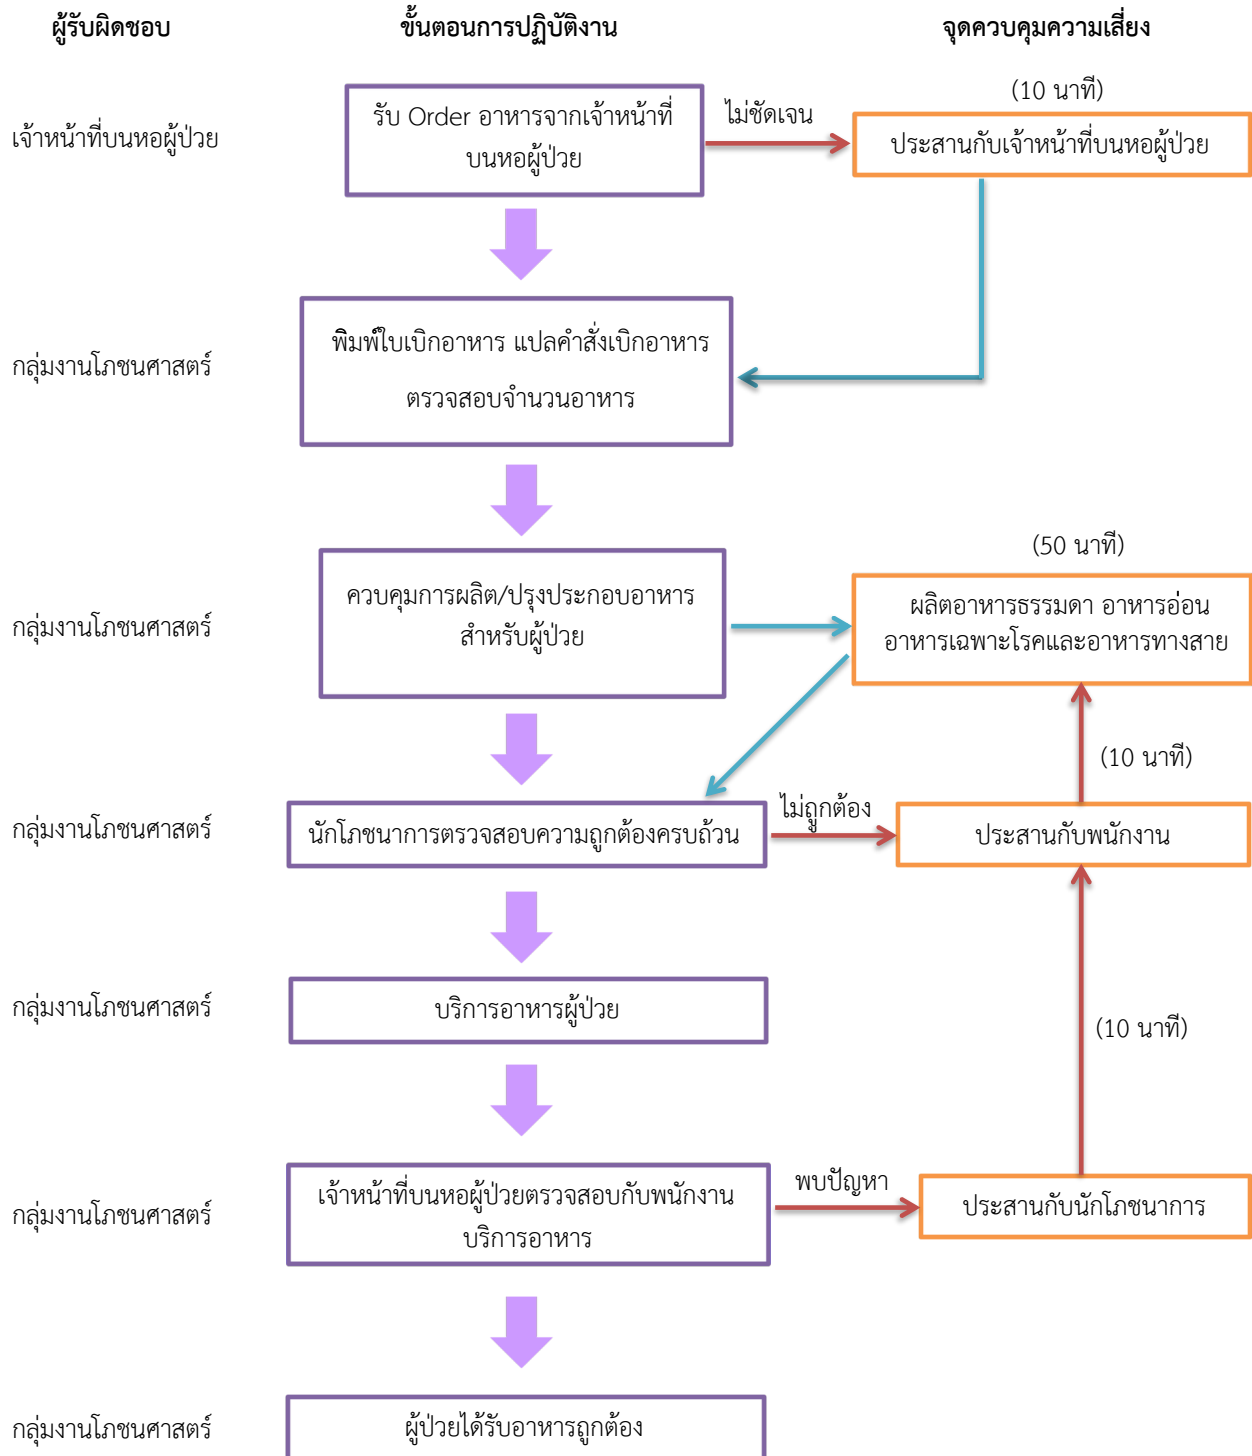 ผู้รับผิดชอบ
ขั้นตอนการปฏิบัติงาน
จุดควบคุมความเสี่ยง
เจ้าหน้าที่บนหอผู้ป่วย
รับ Order อาหารจากเจ้าหน้าที่
บนหอผู้ป่วย
ไม่ชัดเจน
(10 นาที)
ประสานกับเจ้าหน้าที่บนหอผู้ป่วย
กลุ่มงานโภชนศาสตร์
พิมพ์ใบเบิกอาหาร แปลคำสั่งเบิกอาหาร
ตรวจสอบจำนวนอาหาร
กลุ่มงานโภชนศาสตร์
ควบคุมการผลิต/ปรุงประกอบอาหาร
สำหรับผู้ป่วย
(50 นาที)
ผลิตอาหารธรรมดา อาหารอ่อน
อาหารเฉพาะโรคและอาหารทางสาย
(10 นาที)
กลุ่มงานโภชนศาสตร์
นักโภชนาการตรวจสอบความถูกต้องครบถ้วน
ไม่ถูกต้อง
ประสานกับพนักงาน
กลุ่มงานโภชนศาสตร์
บริการอาหารผู้ป่วย
(10 นาที)
กลุ่มงานโภชนศาสตร์
เจ้าหน้าที่บนหอผู้ป่วยตรวจสอบกับพนักงาน
บริการอาหาร
พบปัญหา
ประสานกับนักโภชนาการ
กลุ่มงานโภชนศาสตร์
ผู้ป่วยได้รับอาหารถูกต้อง